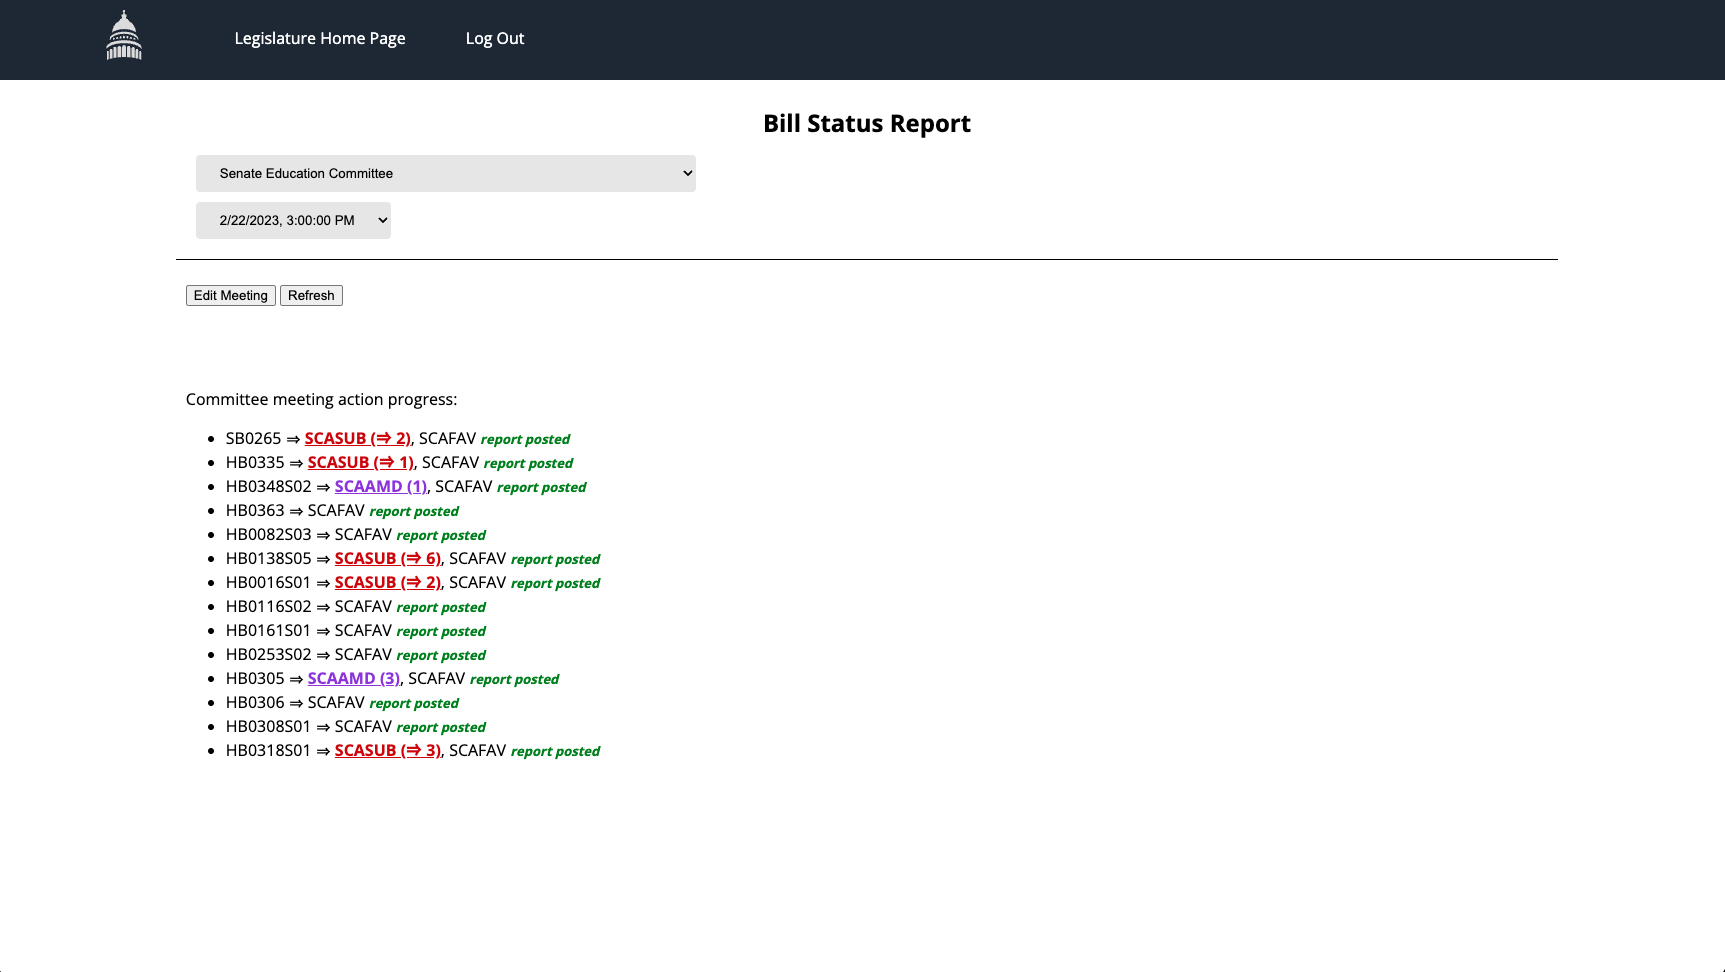 Legislature Home Page Log Out
Bill Status Report
Senate Education Committee
2/22/2023, 3:00:00 PM
Edit Meeting Refresh
Committee meeting action progress:
• SB0265 ⇒ SCASUB (⇒ 2), SCAFAV report posted
• HB0335 ⇒ SCASUB (⇒ 1), SCAFAV report posted
• HB0348S02 ⇒ SCAAMD (1), SCAFAV report posted
• HB0363 ⇒ SCAFAV report posted
• HB0082S03 ⇒ SCAFAV report posted
• HB0138S05 ⇒ SCASUB (⇒ 6), SCAFAV report posted
• HB0016S01 ⇒ SCASUB (⇒ 2), SCAFAV report posted
• HB0116S02 ⇒ SCAFAV report posted
• HB0161S01 ⇒ SCAFAV report posted
• HB0253S02 ⇒ SCAFAV report posted
• HB0305 ⇒ SCAAMD (3), SCAFAV report posted
• HB0306 ⇒ SCAFAV report posted
• HB0308S01 ⇒ SCAFAV report posted
• HB0318S01 ⇒ SCASUB (⇒ 3), SCAFAV report posted